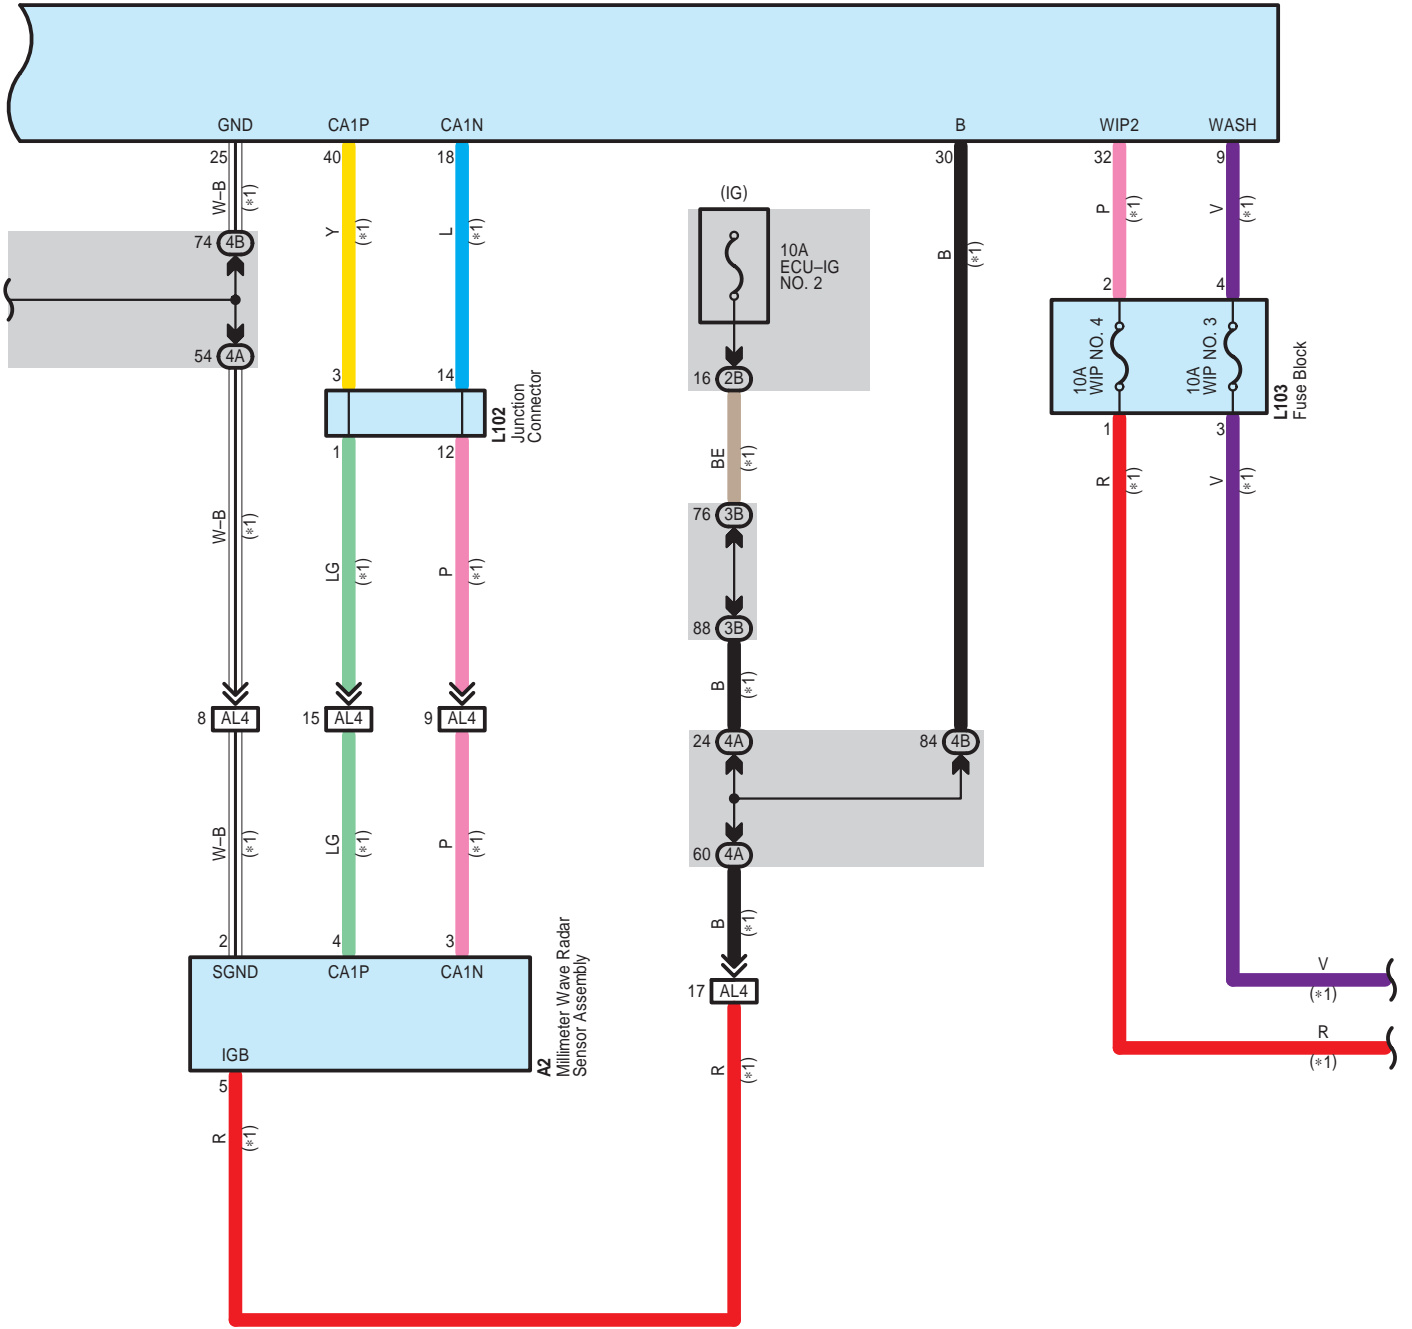 GND
CA1P
CA1N
B
WIP2
WASH
25
40
18
30
32
9
W–B
(*1)
Y
(*1)
L
(*1)
B
(*1)
P
(*1)
V
(*1)
(IG)
10A
ECU–IG
NO. 2
74 4B
54 4A
16 2B
2
4
10A
WIP NO. 4
10A
WIP NO. 3
L103
Fuse Block
1
3
3
14
L102
Junction
Connector
1
12
BE
(*1)
R
(*1)
V
(*1)
76 3B
88 3B
W–B
(*1)
LG
(*1)
P
(*1)
B
(*1)
8 AL4
15 AL4
9 AL4
24 4A
84 4B
60 4A
W–B
(*1)
LG
(*1)
P
(*1)
B
(*1)
2
4
3
SGND
CA1P
CA1N
IGB
A2
Millimeter Wave Radar
Sensor Assembly
17 AL4
V
(*1)
R
(*1)
5
R
(*1)
R
(*1)